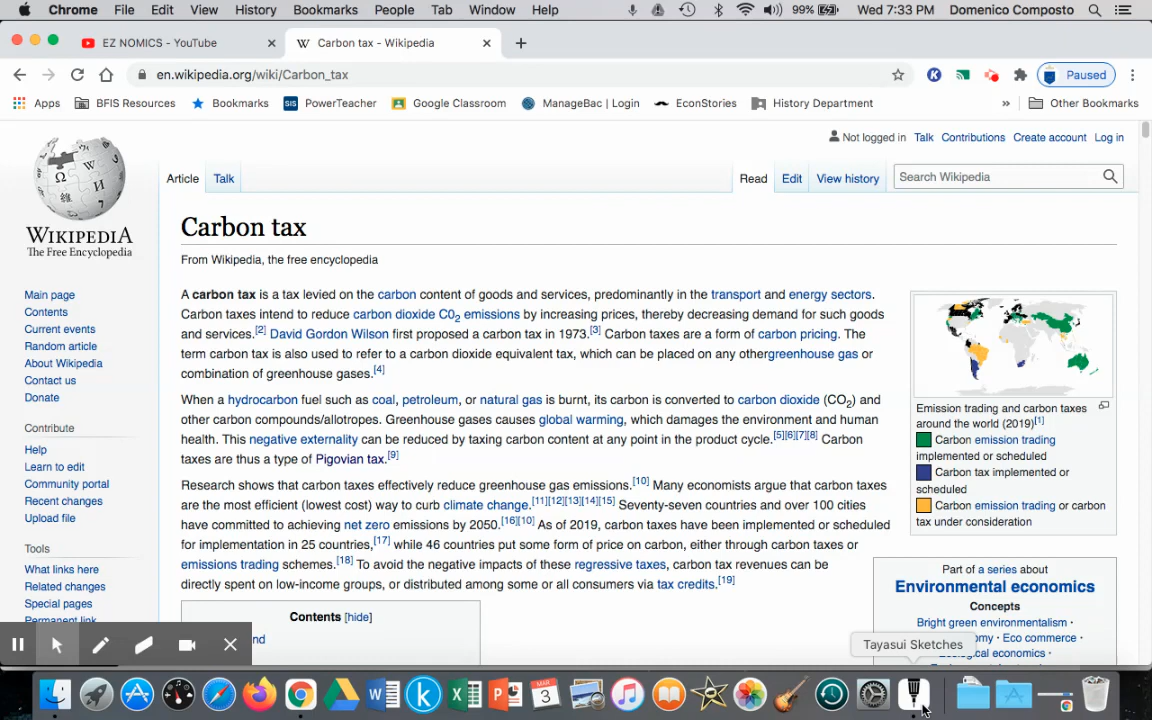 Chrome File Edit View History Bookmarks People Tab Window Help 99% Wed 7:33 PM Domenico Composto
EZ NOMICS - YouTube Carbon tax - Wikipedia
en.wikipedia.org/wiki/Carbon_tax Paused
Apps BFIS Resources Bookmarks SIS PowerTeacher Google Classroom ManageBac | Login EconStories History Department » Other Bookmarks
Not logged in Talk Contributions Create account Log in
Article Talk Read Edit View history Search Wikipedia
WIKIPEDIA
The Free Encyclopedia
Main page
Contents
Current events
Random article
About Wikipedia
Contact us
Donate
Contribute
Help
Learn to edit
Community portal
Recent changes
Upload file
Tools
What links here
Related changes
Special pages
Permanent link
Carbon tax
From Wikipedia, the free encyclopedia
A carbon tax is a tax levied on the carbon content of goods and services, predominantly in the transport and energy sectors.
Carbon taxes intend to reduce carbon dioxide C02 emissions by increasing prices, thereby decreasing demand for such goods
and services.[2] David Gordon Wilson first proposed a carbon tax in 1973.[3] Carbon taxes are a form of carbon pricing. The
term carbon tax is also used to refer to a carbon dioxide equivalent tax, which can be placed on any othergreenhouse gas or
combination of greenhouse gases.[4]
When a hydrocarbon fuel such as coal, petroleum, or natural gas is burnt, its carbon is converted to carbon dioxide (CO2) and
other carbon compounds/allotropes. Greenhouse gases causes global warming, which damages the environment and human
health. This negative externality can be reduced by taxing carbon content at any point in the product cycle.[5][6][7][8] Carbon
taxes are thus a type of Pigovian tax.[9]
Research shows that carbon taxes effectively reduce greenhouse gas emissions.[10] Many economists argue that carbon taxes
are the most efficient (lowest cost) way to curb climate change.[11][12][13][14][15] Seventy-seven countries and over 100 cities
have committed to achieving net zero emissions by 2050.[16][10] As of 2019, carbon taxes have been implemented or scheduled
for implementation in 25 countries,[17] while 46 countries put some form of price on carbon, either through carbon taxes or
emissions trading schemes.[18] To avoid the negative impacts of these regressive taxes, carbon tax revenues can be
directly spent on low-income groups, or distributed among some or all consumers via tax credits.[19]
Contents [hide]
nd
Emission trading and carbon taxes
around the world (2019)[1]
Carbon emission trading
implemented or scheduled
Carbon tax implemented or
scheduled
Carbon emission trading or carbon
tax under consideration
Part of a series about
Environmental economics
Concepts
Bright green environmentalism ·
omy · Eco commerce ·
logical economics ·
Tayasui Sketches
MAR
3